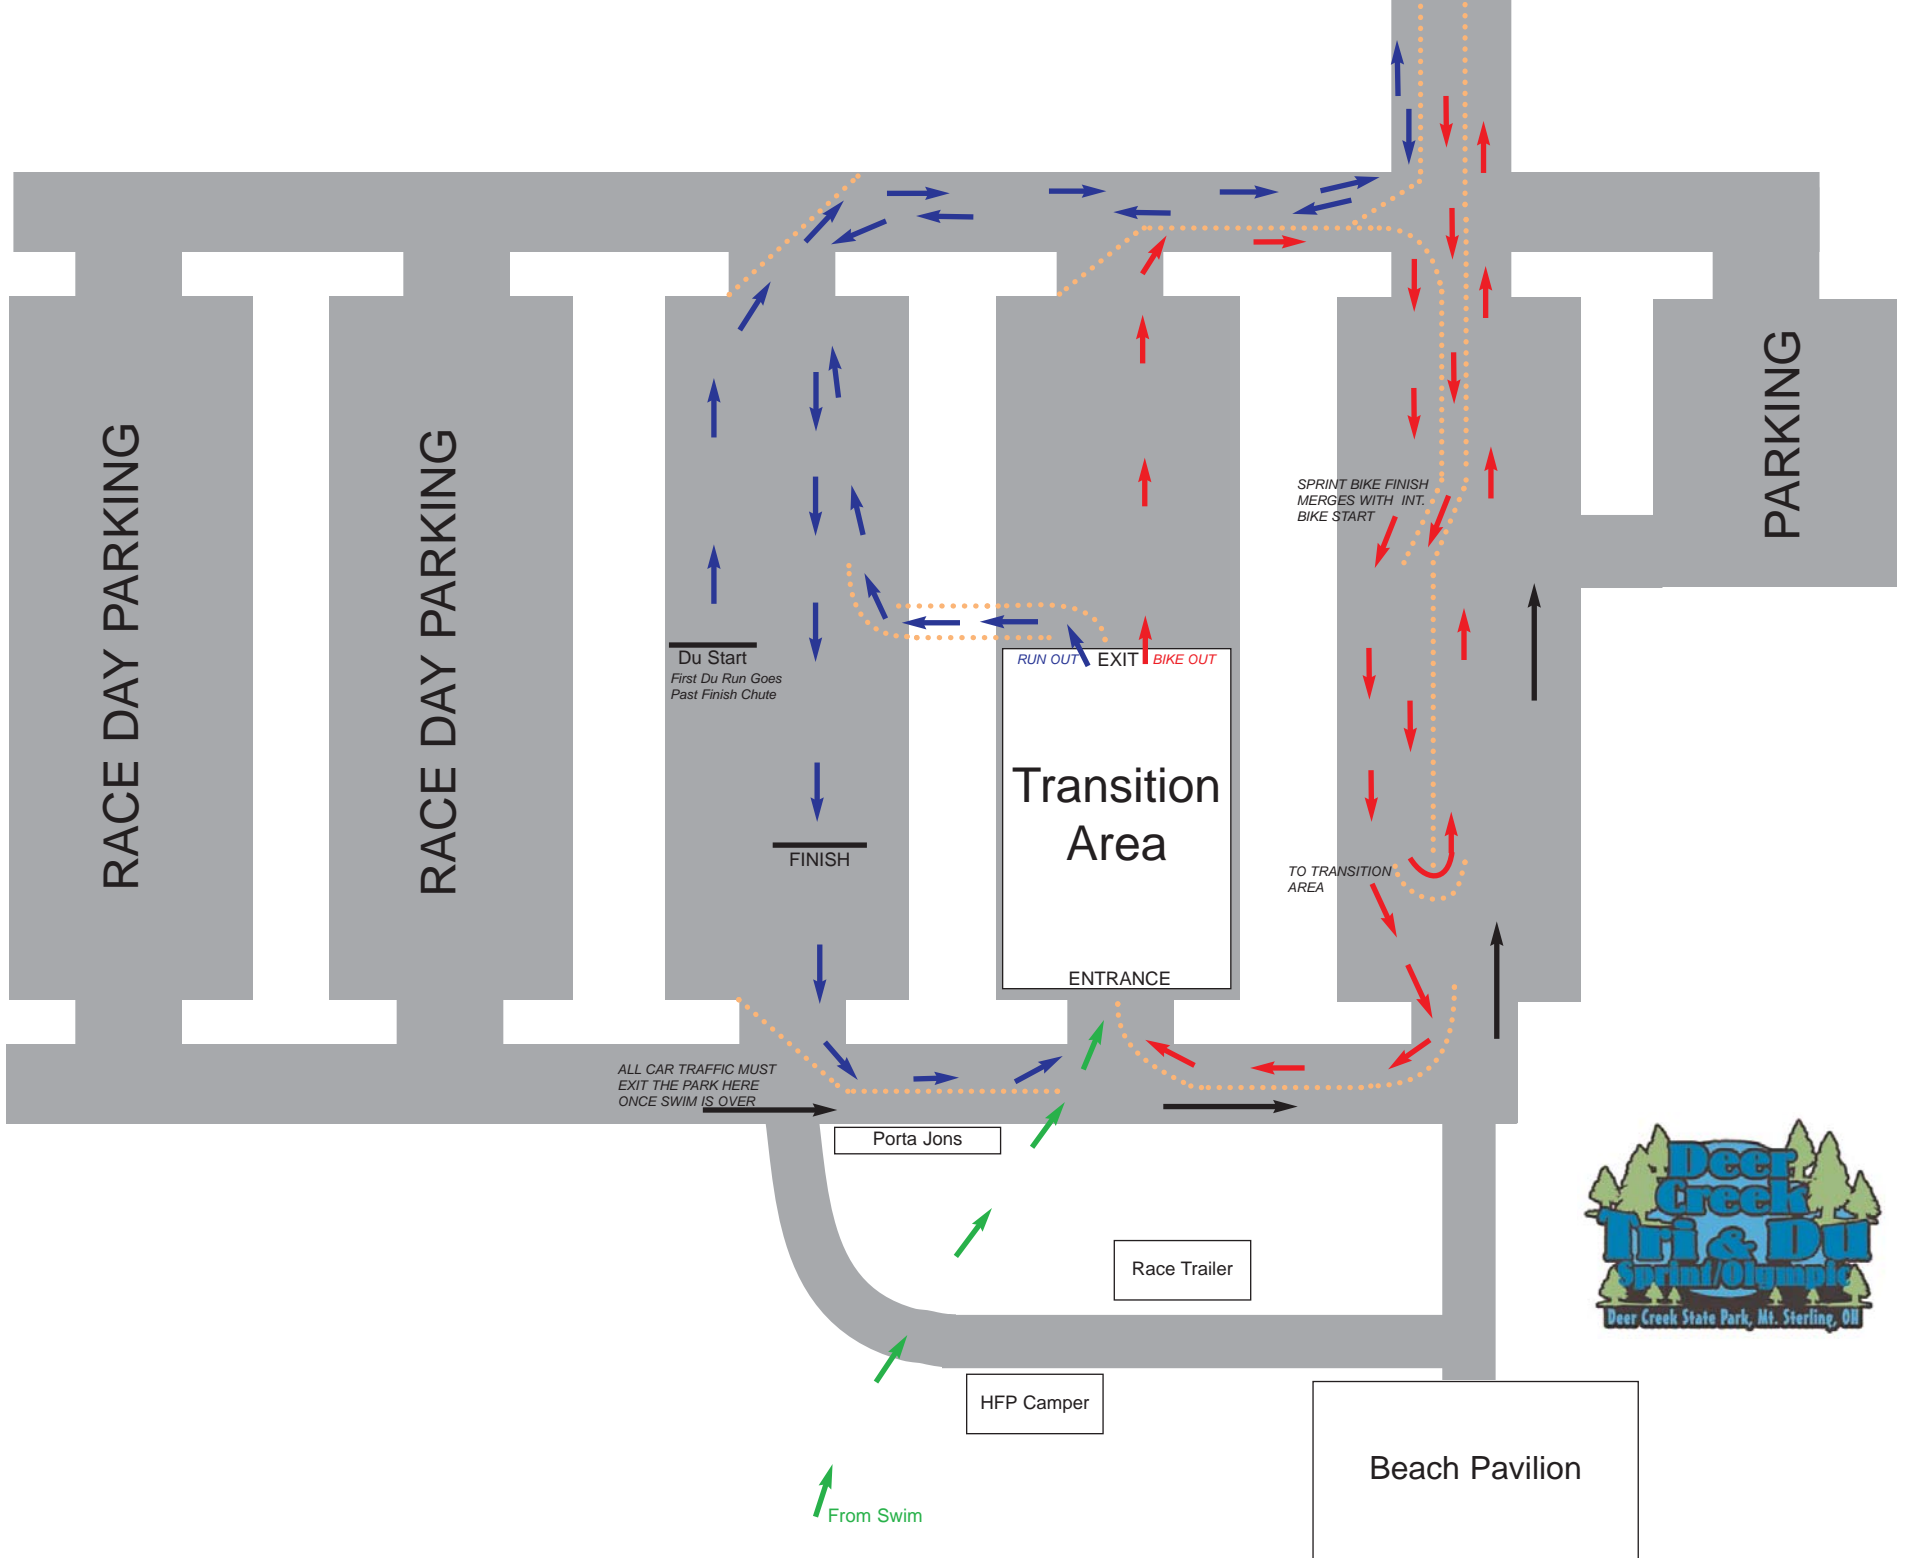 RACE DAY PARKING
RACE DAY PARKING
PARKING
SPRINT BIKE FINISH
MERGES WITH INT.
BIKE START
Du Start
First Du Run Goes
Past Finish Chute
RUN OUT
EXIT
BIKE OUT
Transition
Area
FINISH
TO TRANSITION
AREA
ENTRANCE
ALL CAR TRAFFIC MUST
EXIT THE PARK HERE
ONCE SWIM IS OVER
Porta Jons
Race Trailer
HFP Camper
Beach Pavilion
From Swim
Deer
Creek
Tri & Du
Sprint/Olympic
Deer Creek State Park, Mt. Sterling, OH